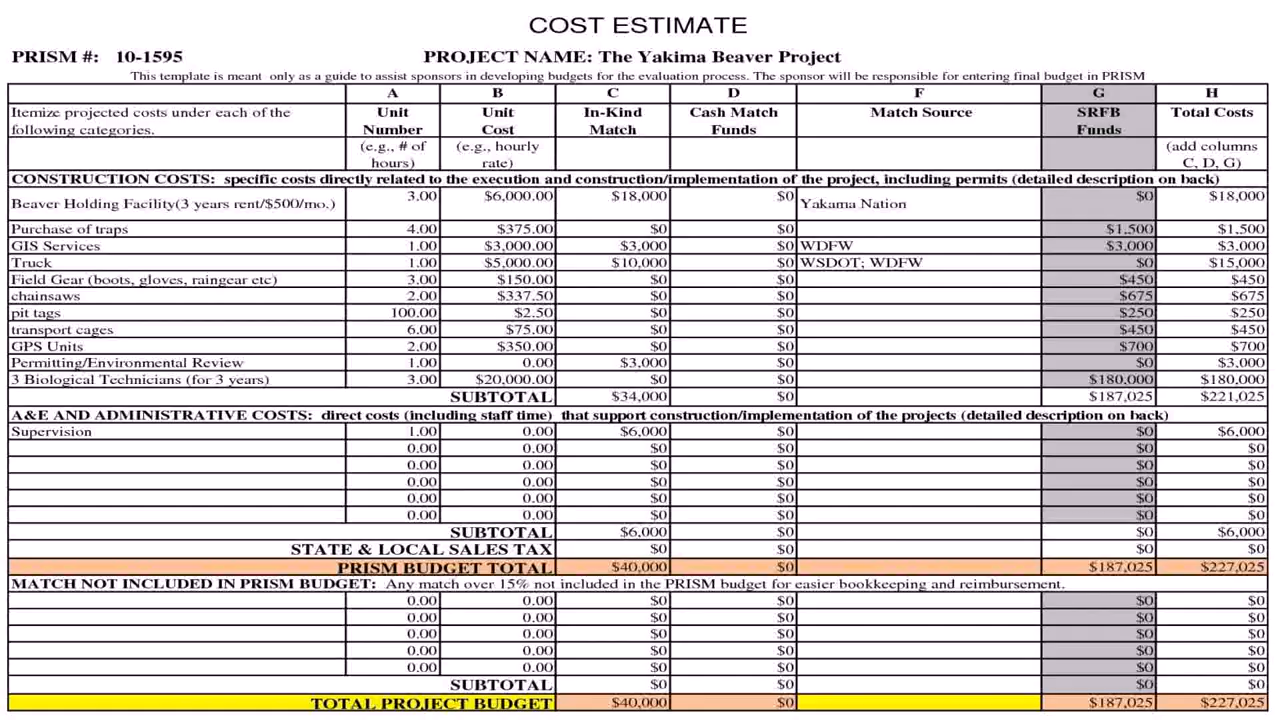 COST ESTIMATE
PRISM #: 10-1595 PROJECT NAME: The Yakima Beaver Project
This template is meant only as a guide to assist sponsors in developing budgets for the evaluation process. The sponsor will be responsible for entering final budget in PRISM
A B C D F G H
Itemize projected costs under each of the Unit Unit In-Kind Cash Match Match Source SRFB Total Costs
following categories. Number Cost Match Funds Funds
(e.g., # of (e.g., hourly (add columns
hours) rate) C, D, G)
CONSTRUCTION COSTS: specific costs directly related to the execution and construction/implementation of the project, including permits (detailed description on back)
Beaver Holding Facility(3 years rent/$500/mo.) 3.00 $6,000.00 $18,000 $0 Yakama Nation $0 $18,000
Purchase of traps 4.00 $375.00 $0 $0 $1,500 $1,500
GIS Services 1.00 $3,000.00 $3,000 $0 WDFW $3,000 $3,000
Truck 1.00 $5,000.00 $10,000 $0 WSDOT; WDFW $0 $15,000
Field Gear (boots, gloves, raingear etc) 3.00 $150.00 $0 $0 $450 $450
chainsaws 2.00 $337.50 $0 $0 $675 $675
pit tags 100.00 $2.50 $0 $0 $250 $250
transport cages 6.00 $75.00 $0 $0 $450 $450
GPS Units 2.00 $350.00 $0 $0 $700 $700
Permitting/Environmental Review 1.00 0.00 $3,000 $0 $0 $3,000
3 Biological Technicians (for 3 years) 3.00 $20,000.00 $0 $0 $180,000 $180,000
SUBTOTAL $34,000 $0 $187,025 $221,025
A&E AND ADMINISTRATIVE COSTS: direct costs (including staff time) that support construction/implementation of the projects (detailed description on back)
Supervision 1.00 0.00 $6,000 $0 $0 $6,000
0.00 0.00 $0 $0 $0 $0
0.00 0.00 $0 $0 $0 $0
0.00 0.00 $0 $0 $0 $0
0.00 0.00 $0 $0 $0 $0
0.00 0.00 $0 $0 $0 $0
SUBTOTAL $6,000 $0 $0 $6,000
STATE & LOCAL SALES TAX $0 $0 $0 $0
PRISM BUDGET TOTAL $40,000 $0 $187,025 $227,025
MATCH NOT INCLUDED IN PRISM BUDGET: Any match over 15% not included in the PRISM budget for easier bookkeeping and reimbursement.
0.00 0.00 $0 $0 $0 $0
0.00 0.00 $0 $0 $0 $0
0.00 0.00 $0 $0 $0 $0
0.00 0.00 $0 $0 $0 $0
0.00 0.00 $0 $0 $0 $0
SUBTOTAL $0 $0 $0 $0
TOTAL PROJECT BUDGET $40,000 $0 $187,025 $227,025